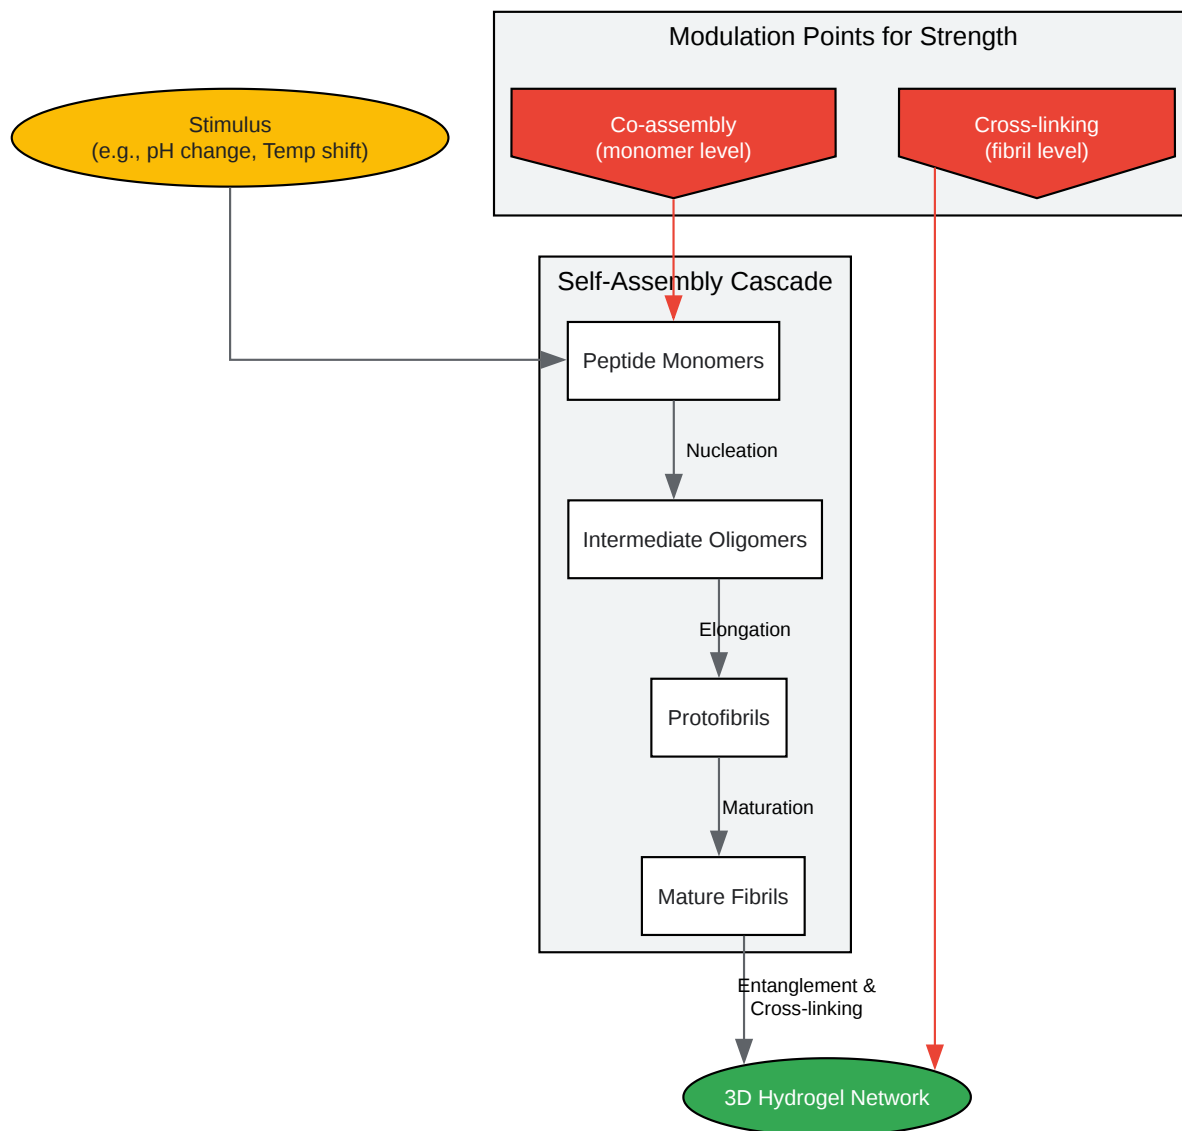 Modulation Points for Strength
Stimulus
(e.g., pH change, Temp shift)
Co-assembly
(monomer level)
Cross-linking
(fibril level)
Self-Assembly Cascade
Peptide Monomers
Nucleation
Intermediate Oligomers
Elongation
Protofibrils
Maturation
Mature Fibrils
Entanglement &
Cross-linking
3D Hydrogel Network